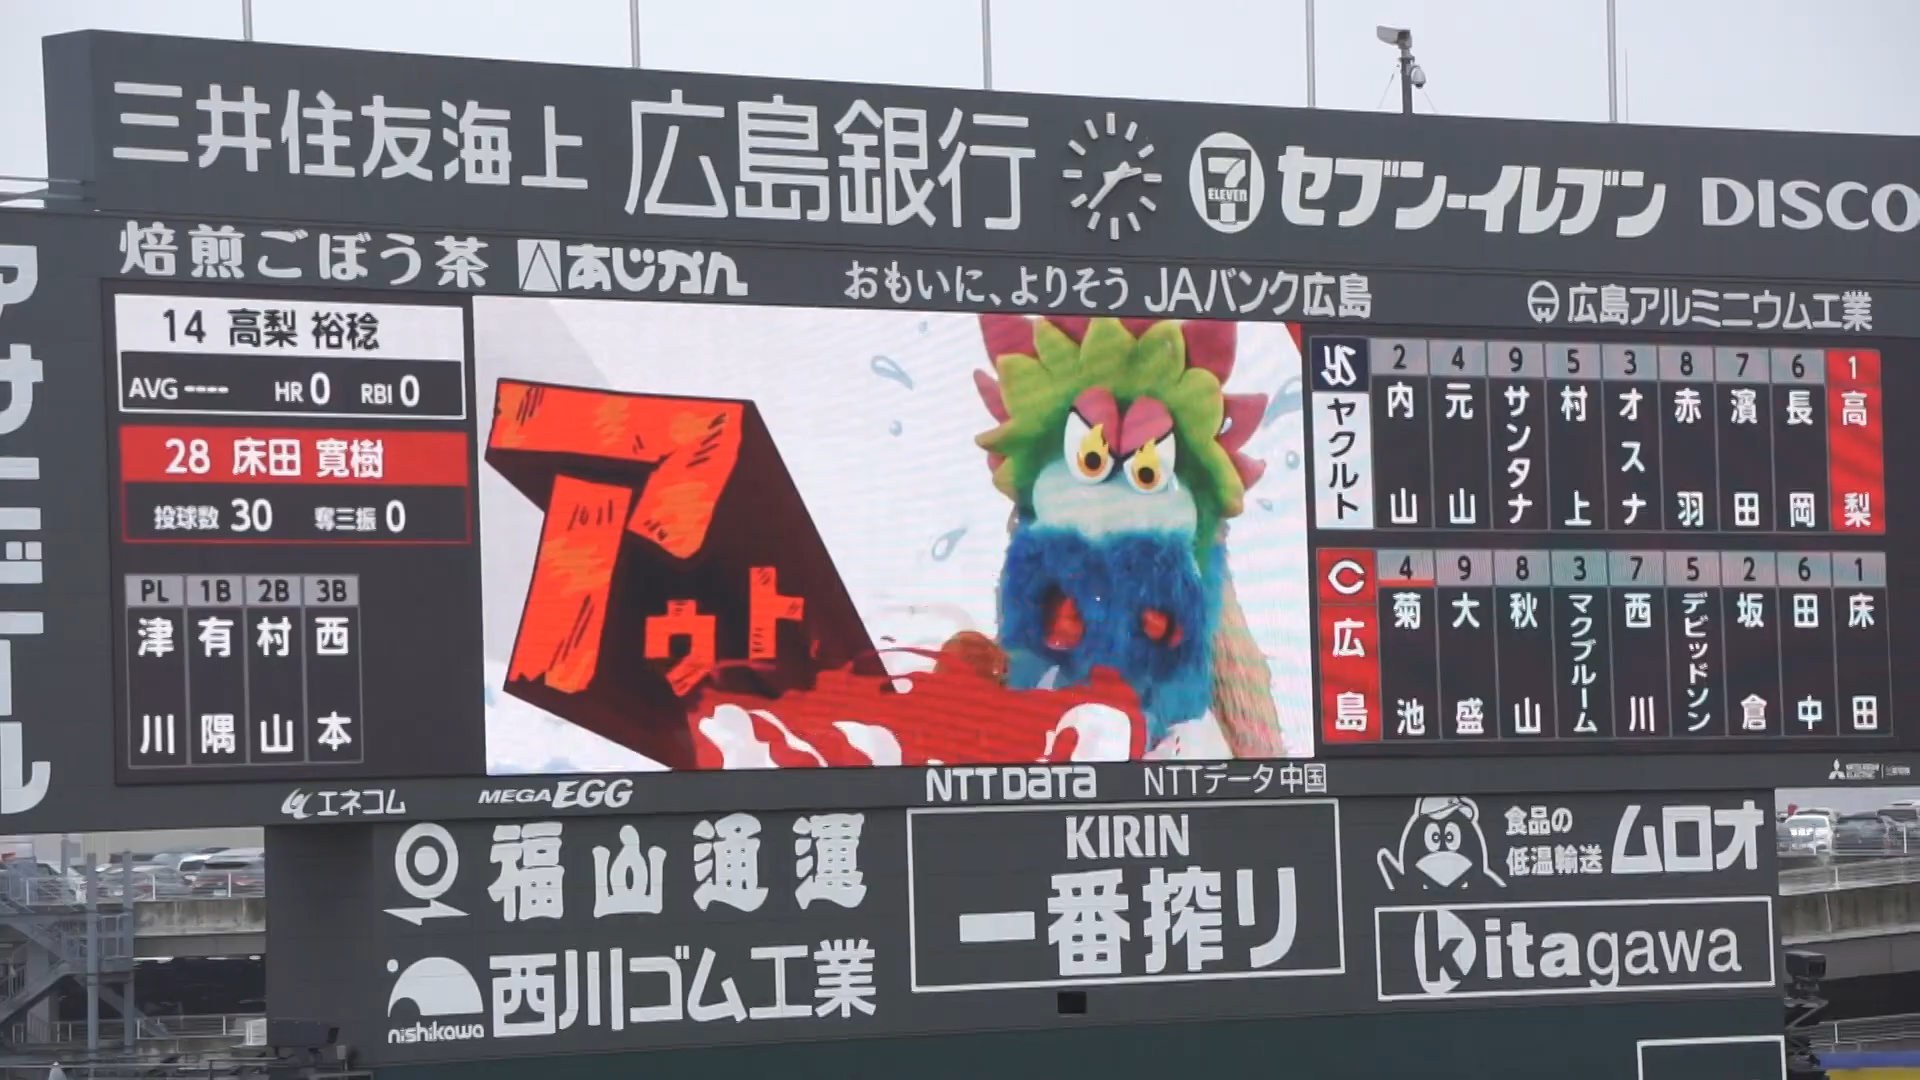 三井住友海上 広島銀行 7 ELEVEN セブン-イレブン DISCO
焙煎ごぼう茶 あじかん おもいに、よりそう JAバンク広島 広島アルミニウム工業
14 高梨 裕稔
AVG ---- HR 0 RBI 0
28 床田 寛樹
投球数 30 奪三振 0
PL 1B 2B 3B
津川 有隅 村山 西本
アウト
ヤクルト
2 4 9 5 3 8 7 6 1
内山 元山 サンタナ 村上 オスナ 赤羽 濱田 長岡 高梨
C 広島
4 9 8 3 7 5 2 6 1
菊池 大盛 秋山 マクブルーム 西川 デビッドソン 坂倉 田中 床田
エネコム MEGA EGG NTT DATA NTTデータ中国
福山通運
KIRIN
一番搾り
食品の
低温輸送
ムロオ
nishikawa 西川ゴム工業
kitagawa